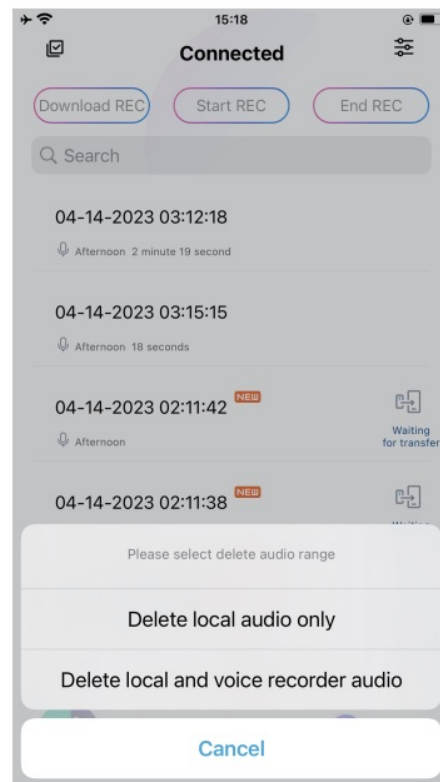 15:18
Connected
Download REC
Start REC
End REC
Search
04-14-2023 03:12:18
Afternoon 2 minute 19 second
04-14-2023 03:15:15
Afternoon 18 seconds
04-14-2023 02:11:42 NEW
Afternoon
Waiting
for transfer
04-14-2023 02:11:38 NEW
Waiting
Please select delete audio range
Delete local audio only
Delete local and voice recorder audio
Cancel